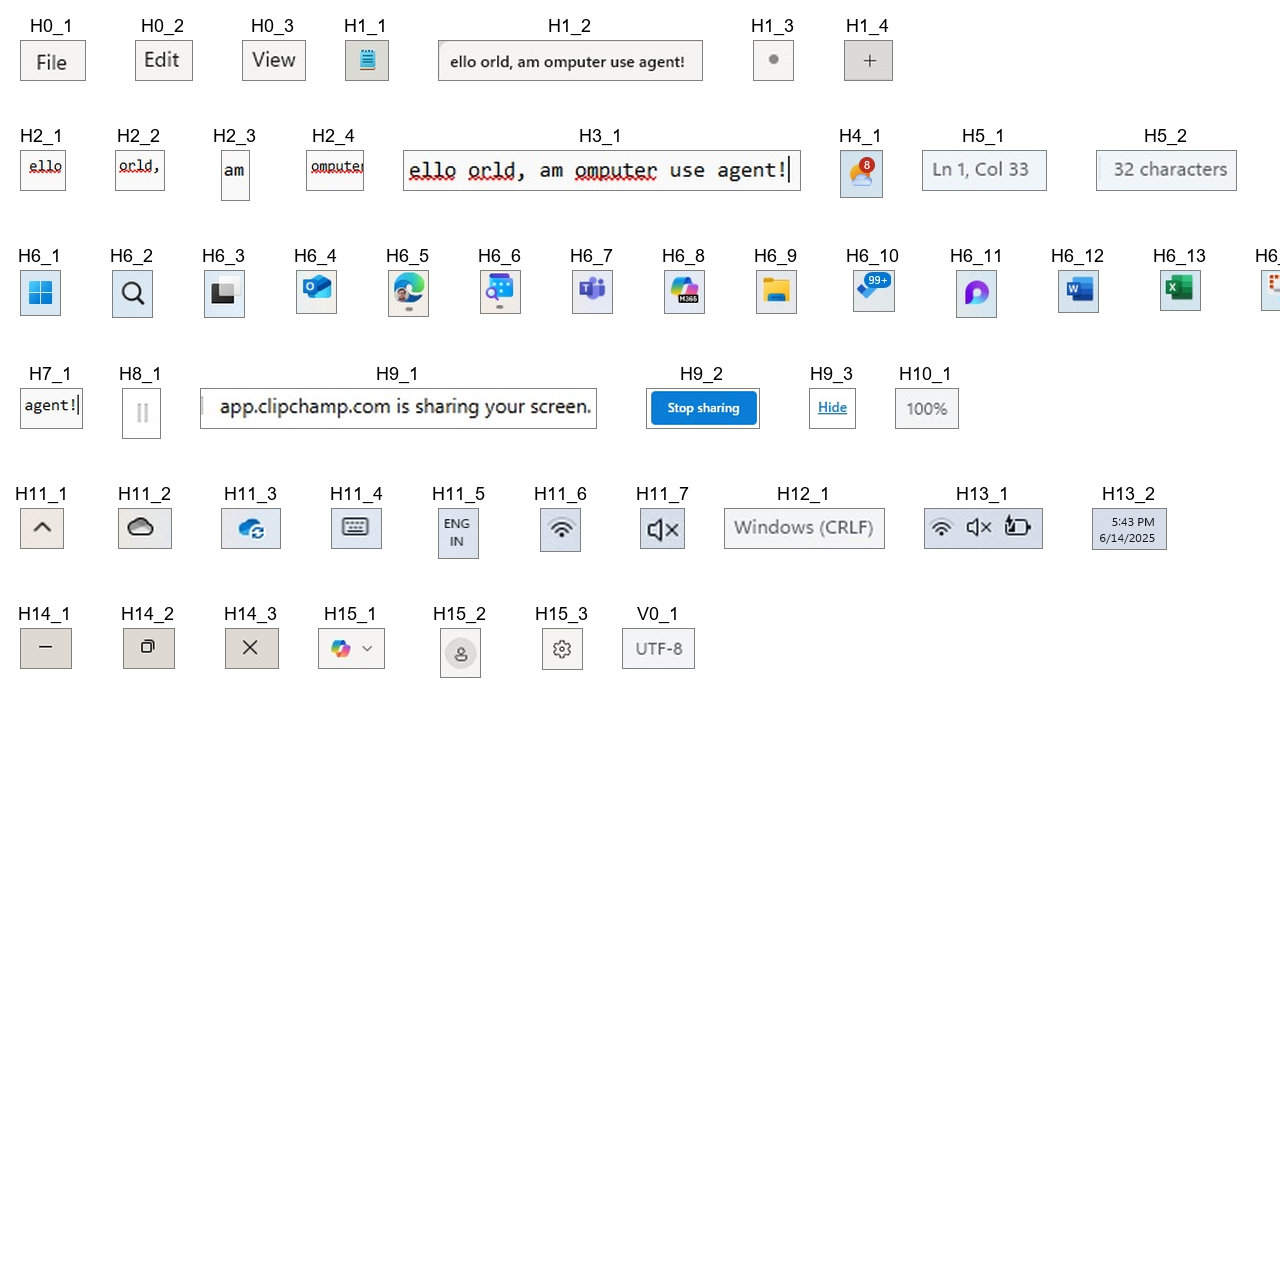 H0_1 H0_2 H0_3 H1_1 H1_2 H1_3 H1_4
File Edit View ello orld, am omputer use agent! +
H2_1 H2_2 H2_3 H2_4 H3_1 H4_1 H5_1 H5_2
ello orld, am omputer ello orld, am omputer use agent! 8 Ln 1, Col 33 32 characters
H6_1 H6_2 H6_3 H6_4 H6_5 H6_6 H6_7 H6_8 H6_9 H6_10 H6_11 H6_12 H6_13 H6_
M365 99+ W X
H7_1 H8_1 H9_1 H9_2 H9_3 H10_1
agent! app.clipchamp.com is sharing your screen. Stop sharing Hide 100%
H11_1 H11_2 H11_3 H11_4 H11_5 H11_6 H11_7 H12_1 H13_1 H13_2
ENG Windows (CRLF) 5:43 PM
IN 6/14/2025
H14_1 H14_2 H14_3 H15_1 H15_2 H15_3 V0_1
UTF-8